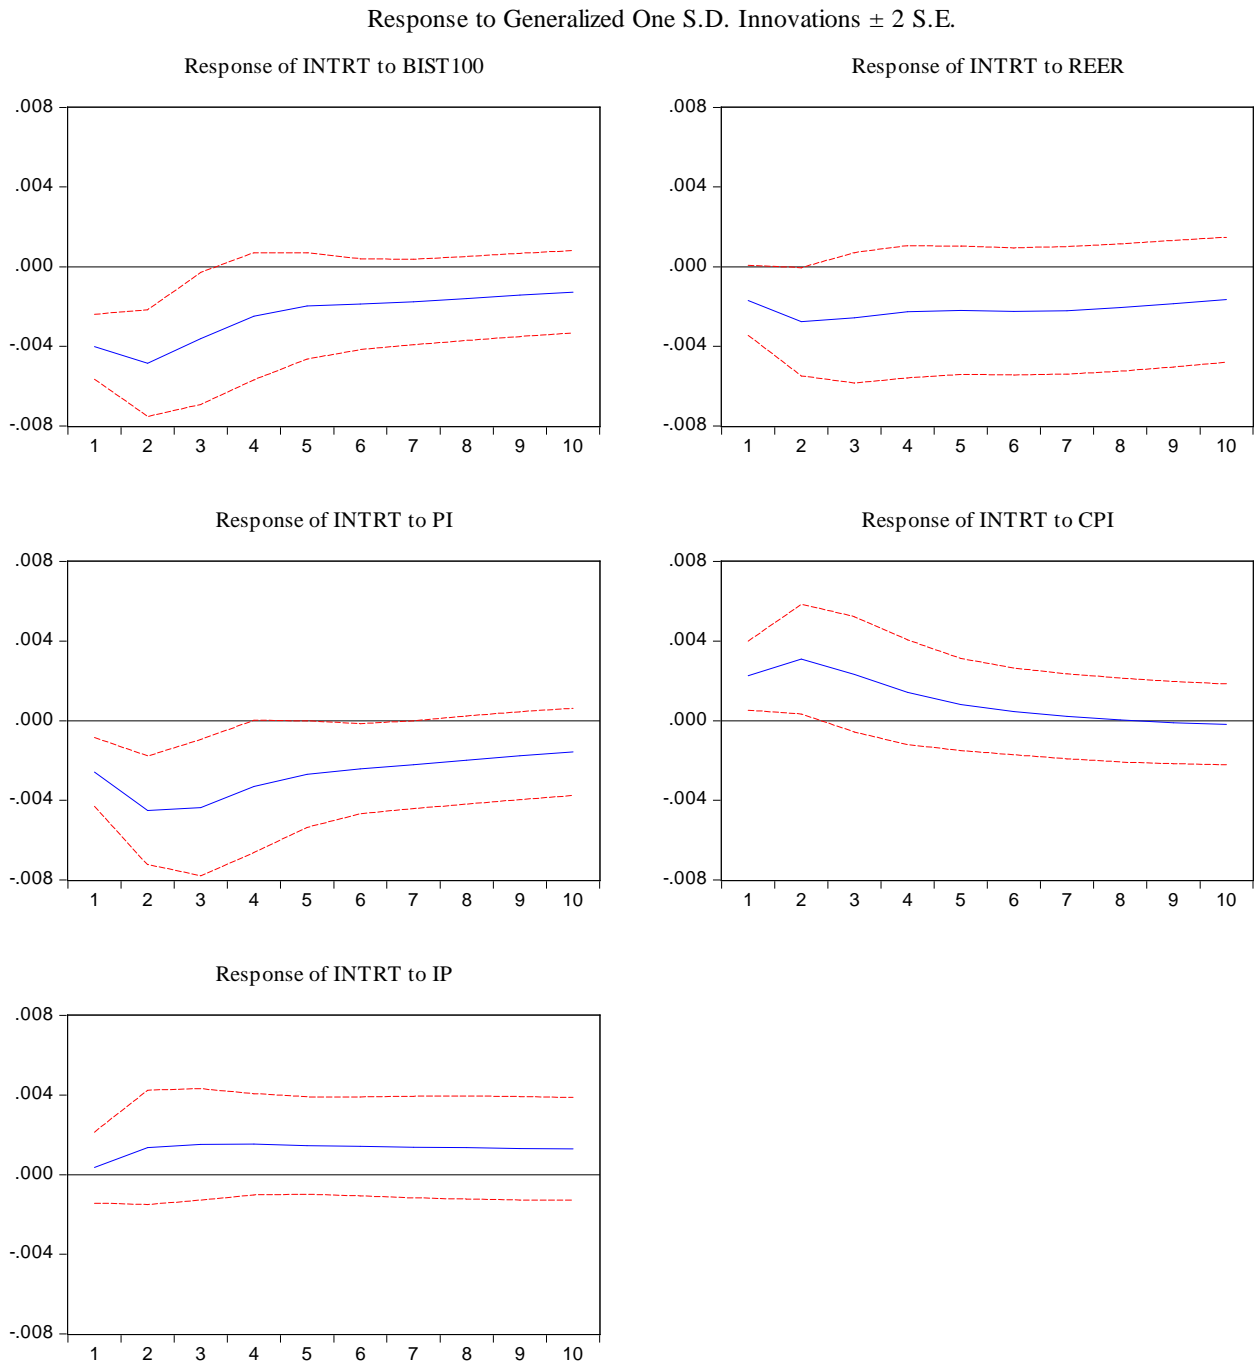 Response to Generalized One S.D. Innovations ± 2 S.E.
Response of INTRT to BIST100
.008
.004
.000
-.004
-.008
1 2 3 4 5 6 7 8 9 10
Response of INTRT to REER
.008
.004
.000
-.004
-.008
1 2 3 4 5 6 7 8 9 10
Response of INTRT to PI
.008
.004
.000
-.004
-.008
1 2 3 4 5 6 7 8 9 10
Response of INTRT to CPI
.008
.004
.000
-.004
-.008
1 2 3 4 5 6 7 8 9 10
Response of INTRT to IP
.008
.004
.000
-.004
-.008
1 2 3 4 5 6 7 8 9 10